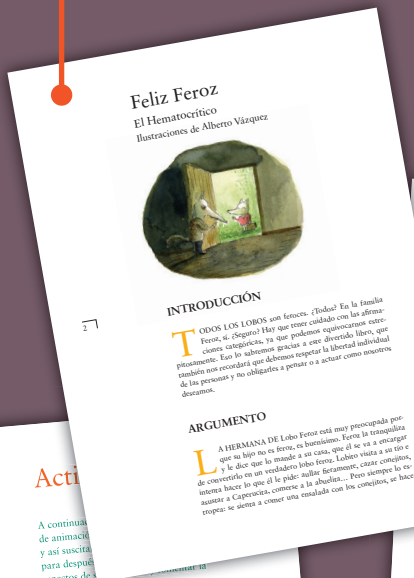 Feliz Feroz
El Hematocrítico
Ilustraciones de Alberto Vázquez
INTRODUCCIÓN
TODOS LOS LOBOS son feroces. ¿Todos? En la familia
Feroz, sí. ¿Seguro? Hay que tener cuidado con las afirma-
ciones categóricas, ya que podemos equivocarnos estre-
pitosamente. Eso lo sabremos gracias a este divertido libro, que
también nos recordará que debemos respetar la libertad individual
de las personas y no obligarles a pensar o a actuar como nosotros
deseamos.
2
ARGUMENTO
LA HERMANA DE Lobo Feroz está muy preocupada por-
que su hijo no es feroz, es buenísimo. Feroz la tranquiliza
y le dice que lo mande a su casa, que él se va a encargar
de convertirlo en un verdadero lobo feroz. Lobito visita a su tío e
intenta hacer lo que él le pide: aullar fieramente, cazar conejitos,
asustar a Caperucita, comerse a la abuelita... Pero siempre lo es-
tropea: se sienta a comer una ensalada con los conejitos, se hace
Acti
A continuac
de animació
y así suscita
para despué
fomentar la